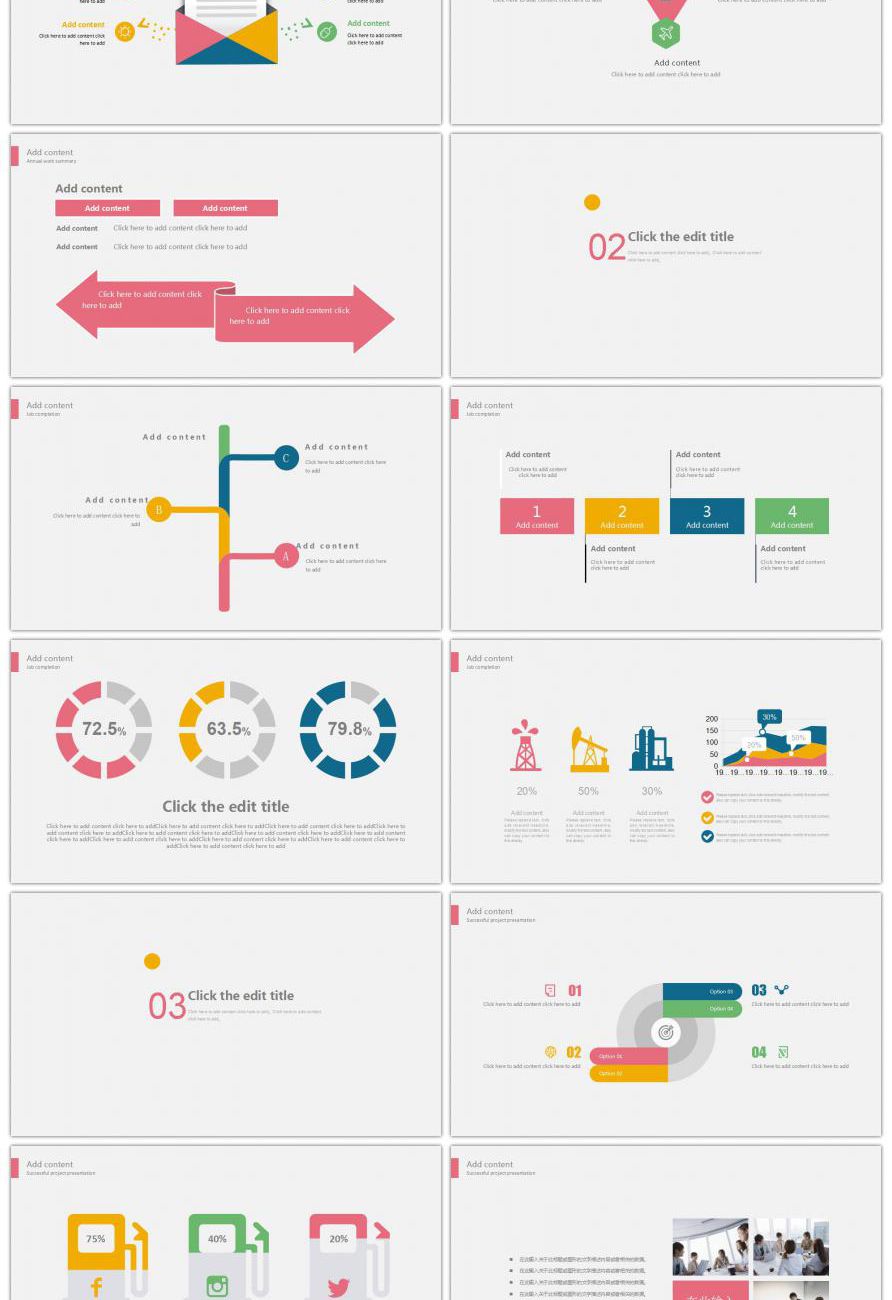 here to add
Add content
Click here to add content click
here to add
Add content
Click here to add content
click here to add
Add content
Click here to add content click here to add
Add content
Annual work summary
Add content
Add content
Add content
Add content
Click here to add content click here to add
Add content
Click here to add content click here to add
Click here to add content click
here to add
Click here to add content click
here to add
02
Click the edit title
Click here to add content click here to add, Click here to add content click
here to add,
Add content
Job completion
Add content
C
Add content
Click here to add content click here
to add
Add content
B
Click here to add content click here to
add
A
Add content
Click here to add content click here
to add
Add content
Job completion
Add content
Click here to add content
click here to add
Add content
Click here to add content
click here to add
1
Add content
2
Add content
3
Add content
4
Add content
Add content
Click here to add content
click here to add
Add content
Click here to add content
click here to add
Add content
Job completion
72.5%
63.5%
79.8%
Click the edit title
Click here to add content click here to addClick here to add content click here to addClick here to add content click here to addClick here to
add content click here to addClick here to add content click here to addClick here to add content click here to addClick here to add content
click here to addClick here to add content click here to addClick here to add content click here to addClick here to add content click here to
addClick here to add content click here to add
Add content
Job completion
20%
50%
30%
Add content
Add content
Add content
200
150
100
50
0
30%
20%
50%
19... 19... 19... 19... 19... 19... 19... 19...
03
Click the edit title
Click here to add content click here to add, Click here to add content click
here to add,
Add content
Successful project presentation
01
Click here to add content click here to add
02
Click here to add content click here to add
Option 03
Option 04
Option 01
Option 02
03
Click here to add content click here to add
04
Click here to add content click here to add
Add content
Successful project presentation
75%
40%
20%
Add content
Successful project presentation